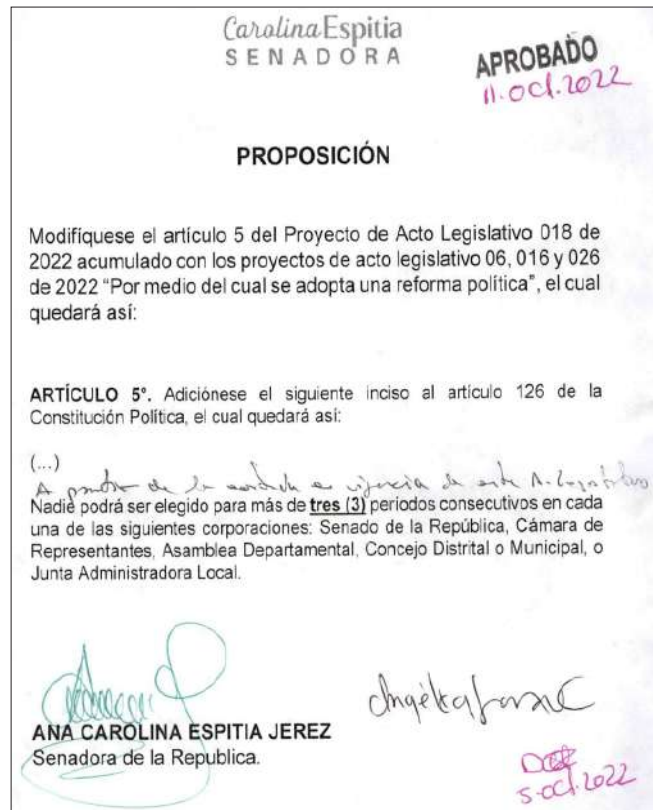 Carolina Espitia
SENADORA
APROBADO
11.Oct.2022
PROPOSICIÓN
Modifíquese el artículo 5 del Proyecto de Acto Legislativo 018 de
2022 acumulado con los proyectos de acto legislativo 06, 016 y 026
de 2022 “Por medio del cual se adopta una reforma política”, el cual
quedará así:
ARTÍCULO 5°. Adiciónese el siguiente inciso al artículo 126 de la
Constitución Política, el cual quedará así:
(...)
A partir de la entrada en vigencia de este A. Legislativo
Nadie podrá ser elegido para más de tres (3) periodos consecutivos en cada
una de las siguientes corporaciones: Senado de la República, Cámara de
Representantes, Asamblea Departamental, Concejo Distrital o Municipal, o
Junta Administradora Local.
ANA CAROLINA ESPITIA JEREZ
Senadora de la Republica.
5.oct.2022